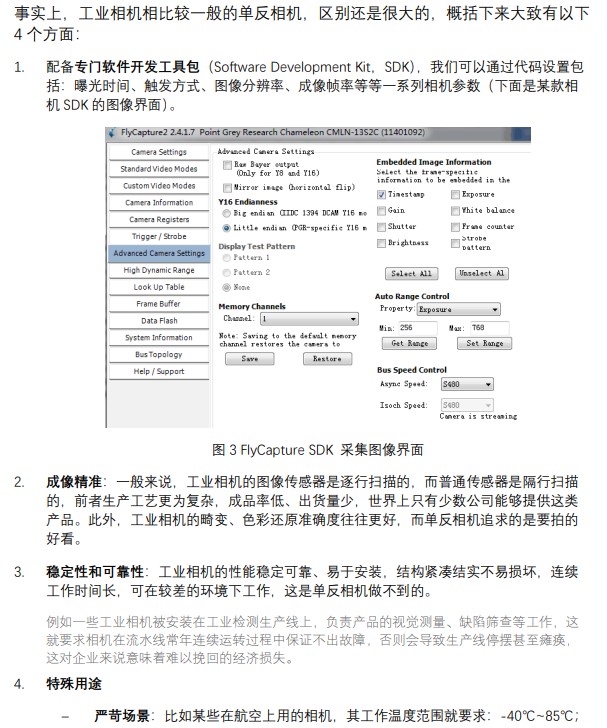 事实上，工业相机相比较一般的单反相机，区别还是很大的，概括下来大致有以下
4 个方面：
1. 配备专门软件开发工具包（Software Development Kit，SDK），我们可以通过代码设置包
括：曝光时间、触发方式、图像分辨率、成像帧率等等一系列相机参数（下面是某款相
机 SDK 的图像界面）。
FlyCapture2 2.4.1.7 Point Grey Research Chameleon CMLN-13S2C (11401092)
Camera Settings
Standard Video Modes
Custom Video Modes
Camera Information
Camera Registers
Trigger / Strobe
Advanced Camera Settings
High Dynamic Range
Look Up Table
Frame Buffer
Data Flash
System Information
Bus Topology
Help / Support
Advanced Camera Settings
Raw Bayer output
(Only for Y8 and Y16)
Mirror image (horizontal flip)
Y16 Endianness
Big endian (IIDC 1394 DCAM Y16 mo
Little endian (PGR-specific Y16 m
Display Test Pattern
Pattern 1
Pattern 2
None
Memory Channels
Channel: 1
Note: Saving to the default memory
channel restores the camera to
Save Restore
Embedded Image Information
Select the frame-specific
information to be embedded in the
Timestamp Exposure
Gain White balance
Shutter Frame counter
Brightness Strobe
pattern
Select All Unselect Al
Auto Range Control
Property: Exposure
Min: 256 Max: 768
Get Range Set Range
Bus Speed Control
Async Speed: S480
Isoch Speed: S480
Camera is streaming
图 3 FlyCapture SDK 采集图像界面
2. 成像精准：一般来说，工业相机的图像传感器是逐行扫描的，而普通传感器是隔行扫描
的，前者生产工艺更为复杂，成品率低、出货量少，世界上只有少数公司能够提供这类
产品。此外，工业相机的畸变、色彩还原准确度往往更好，而单反相机追求的是要拍的
好看。
3. 稳定性和可靠性：工业相机的性能稳定可靠、易于安装，结构紧凑结实不易损坏，连续
工作时间长，可在较差的环境下工作，这是单反相机做不到的。
例如一些工业相机被安装在工业检测生产线上，负责产品的视觉测量、缺陷筛查等工作，这
就要求相机在流水线常年连续运转过程中保证不出故障，否则会导致生产线停摆甚至瘫痪，
这对企业来说意味着难以挽回的经济损失。
4. 特殊用途
– 严苛场景：比如某些在航空上用的相机，其工作温度范围就要求：-40℃~85℃；